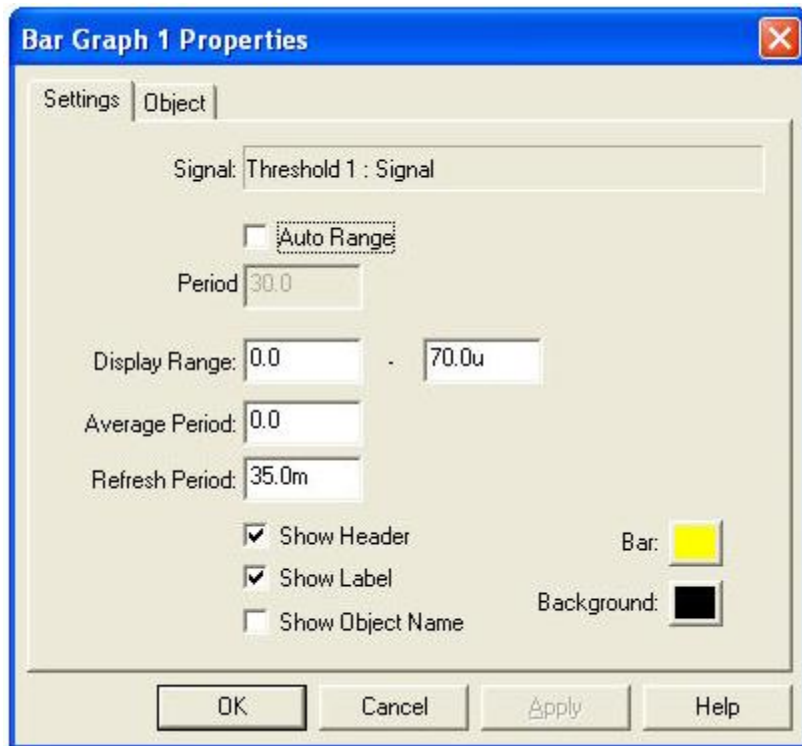 Bar Graph 1 Properties
Settings Object
Signal: Threshold 1 : Signal
Auto Range
Period 30.0
Display Range: 0.0 - 70.0u
Average Period: 0.0
Refresh Period: 35.0m
Show Header Bar:
Show Label
Background:
Show Object Name
OK Cancel Apply Help